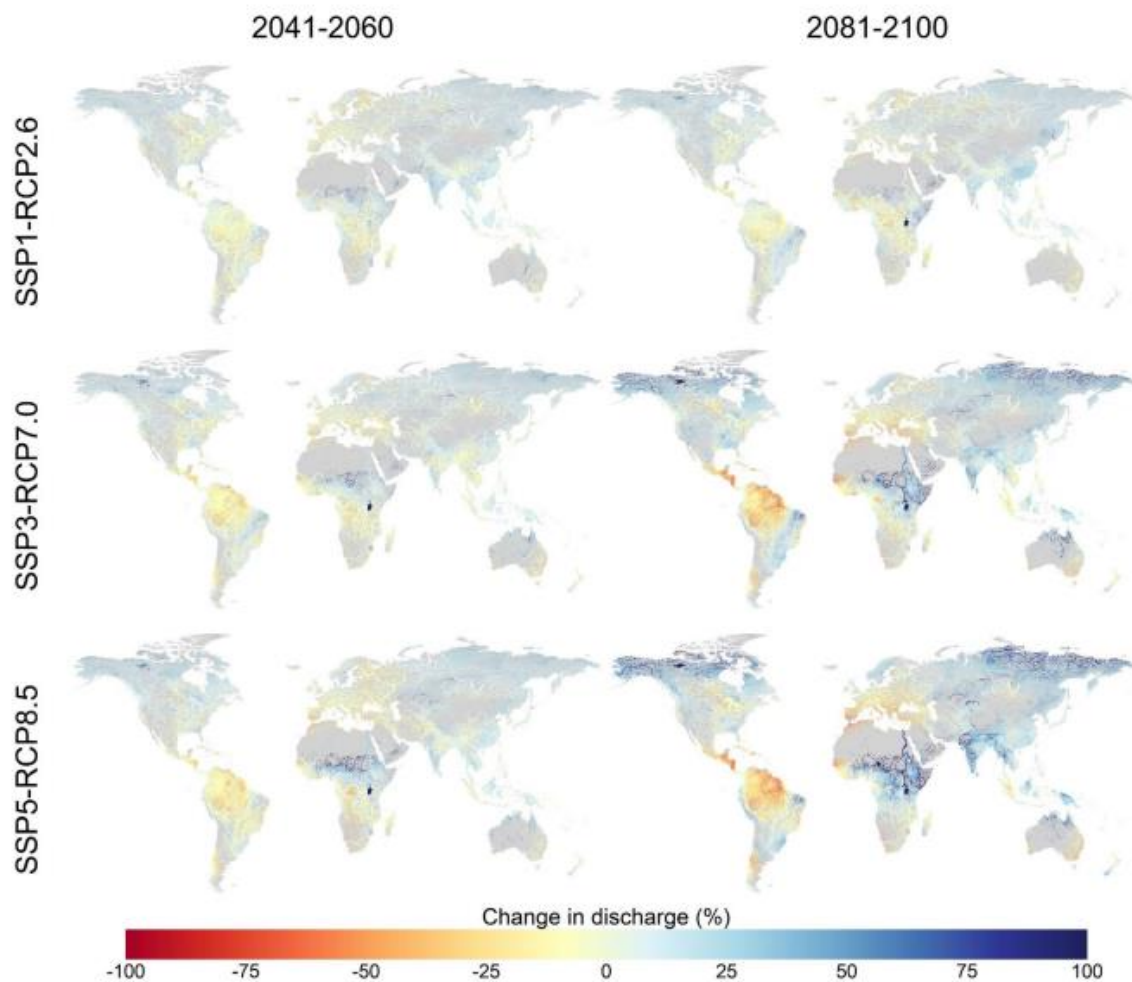 2041-2060 2081-2100
SSP1-RCP2.6
SSP3-RCP7.0
SSP5-RCP8.5
Change in discharge (%)
-100 -75 -50 -25 0 25 50 75 100